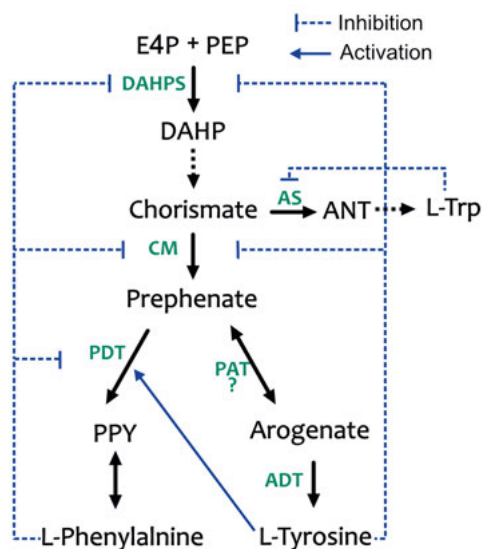 Inhibition
E4P + PEP
Activation
DAHPS
DAHP
AS
Chorismate
ANT
L-Trp
CM
Prephenate
PDT
PAT
?
PPY
Arogenate
ADT
L-Phenylalnine
L-Tyrosine